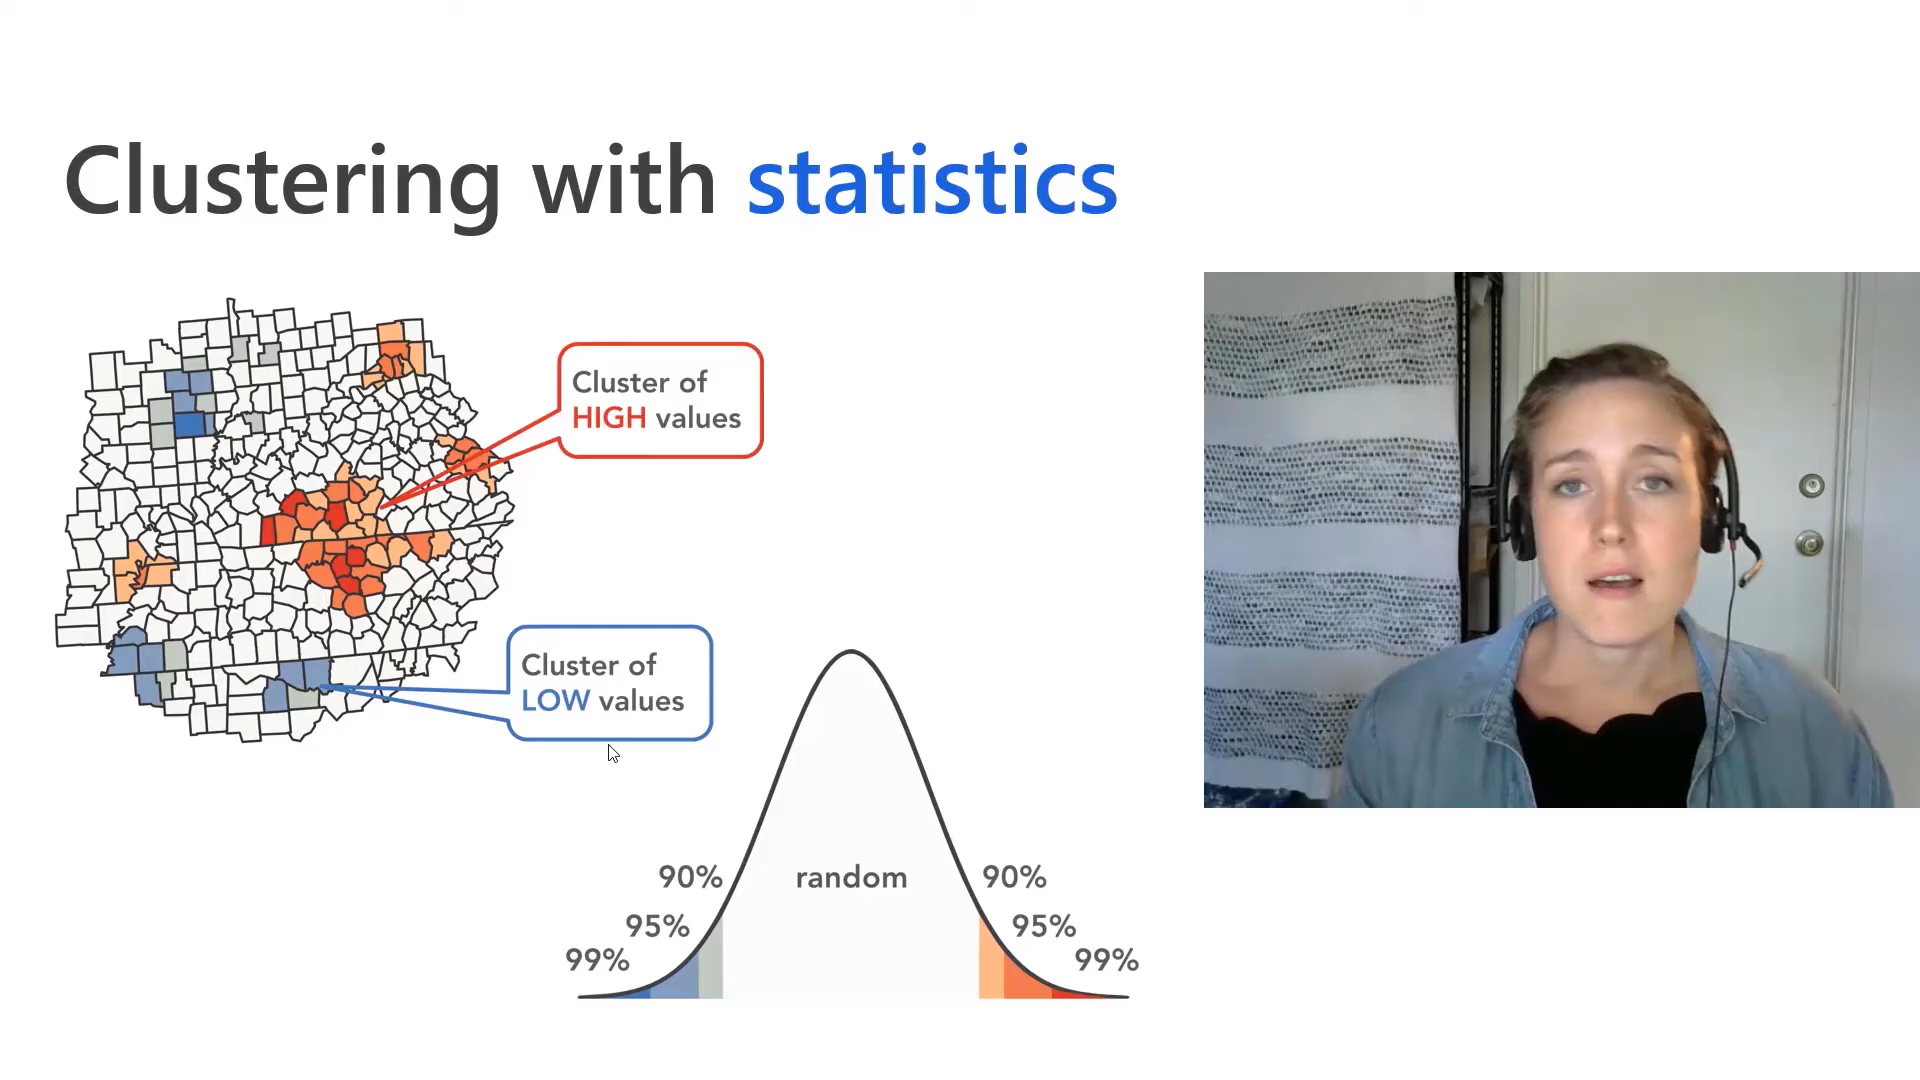 Clustering with statistics
Cluster of
HIGH values
Cluster of
LOW values
90%
random
90%
95%
95%
99%
99%